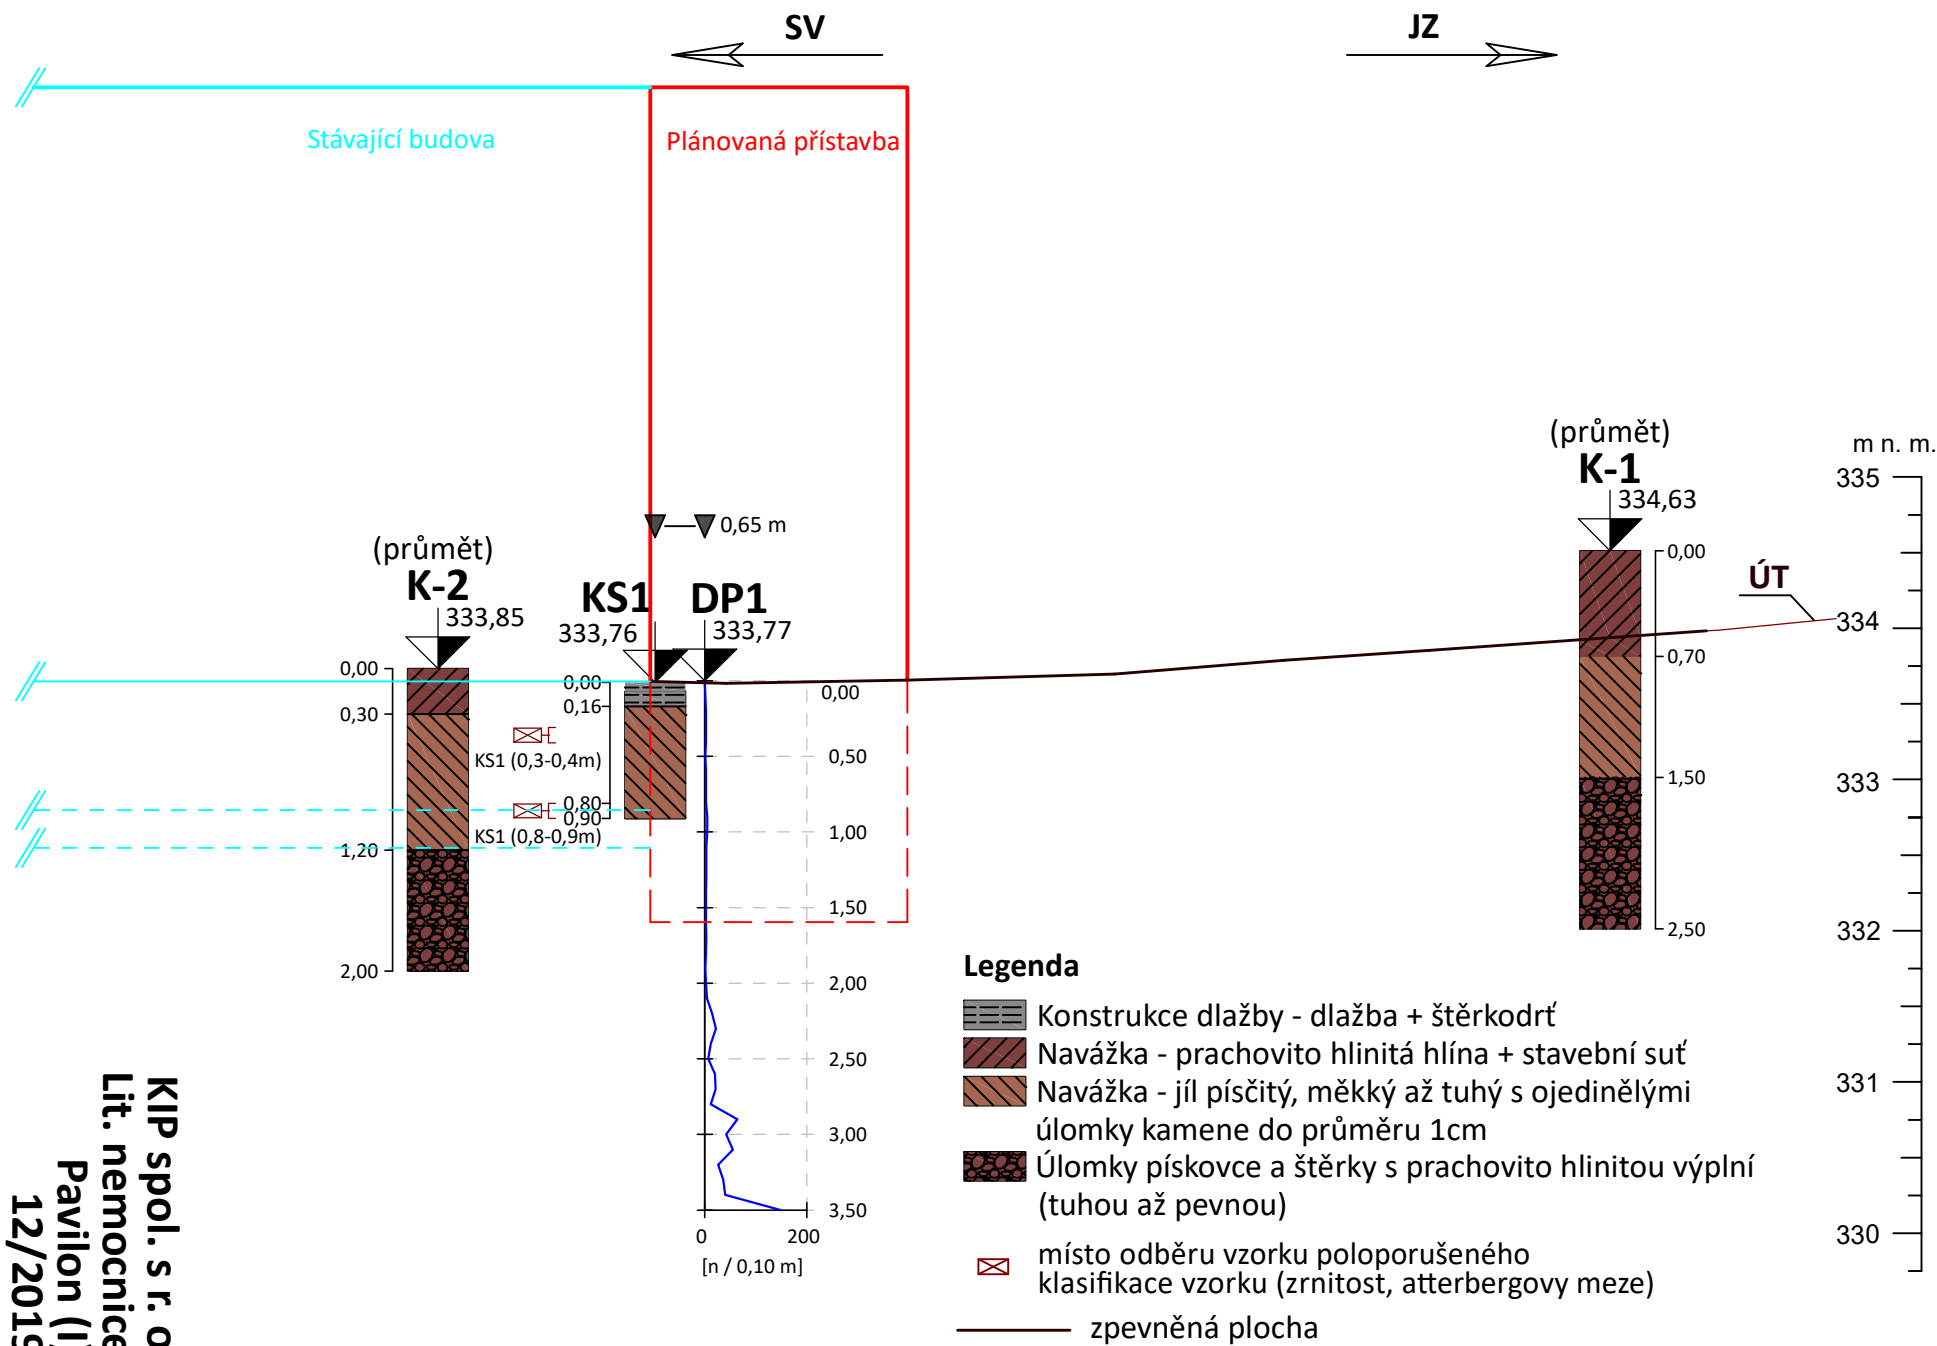 SV
JZ
Stávající budova
Plánovaná přístavba
(průmět)
K-1
334,63
m n. m.
335
334
333
332
331
330
0,65 m
(průmět)
K-2
333,85
KS1
333,76
DP1
333,77
ÚT
0,00
0,30
1,20
2,00
0,00
0,16
0,80
0,90
KS1 (0,3-0,4m)
KS1 (0,8-0,9m)
0,00
0,50
1,00
1,50
2,00
2,50
3,00
3,50
0
200
[n / 0,10 m]
0,00
0,70
1,50
2,50
Legenda
Konstrukce dlažby - dlažba + štěrkodrť
Navážka - prachovito hlinitá hlína + stavební suť
Navážka - jíl písčitý, měkký až tuhý s ojedinělými
úlomky kamene do průměru 1cm
Úlomky pískovce a štěrky s prachovito hlinitou výplní
(tuhou až pevnou)
místo odběru vzorku poloporušeného
klasifikace vzorku (zrnitost, atterbergovy meze)
zpevněná plocha
KIP spol. s r. o
Lit. nemocnice
Pavilon (I
12/2019